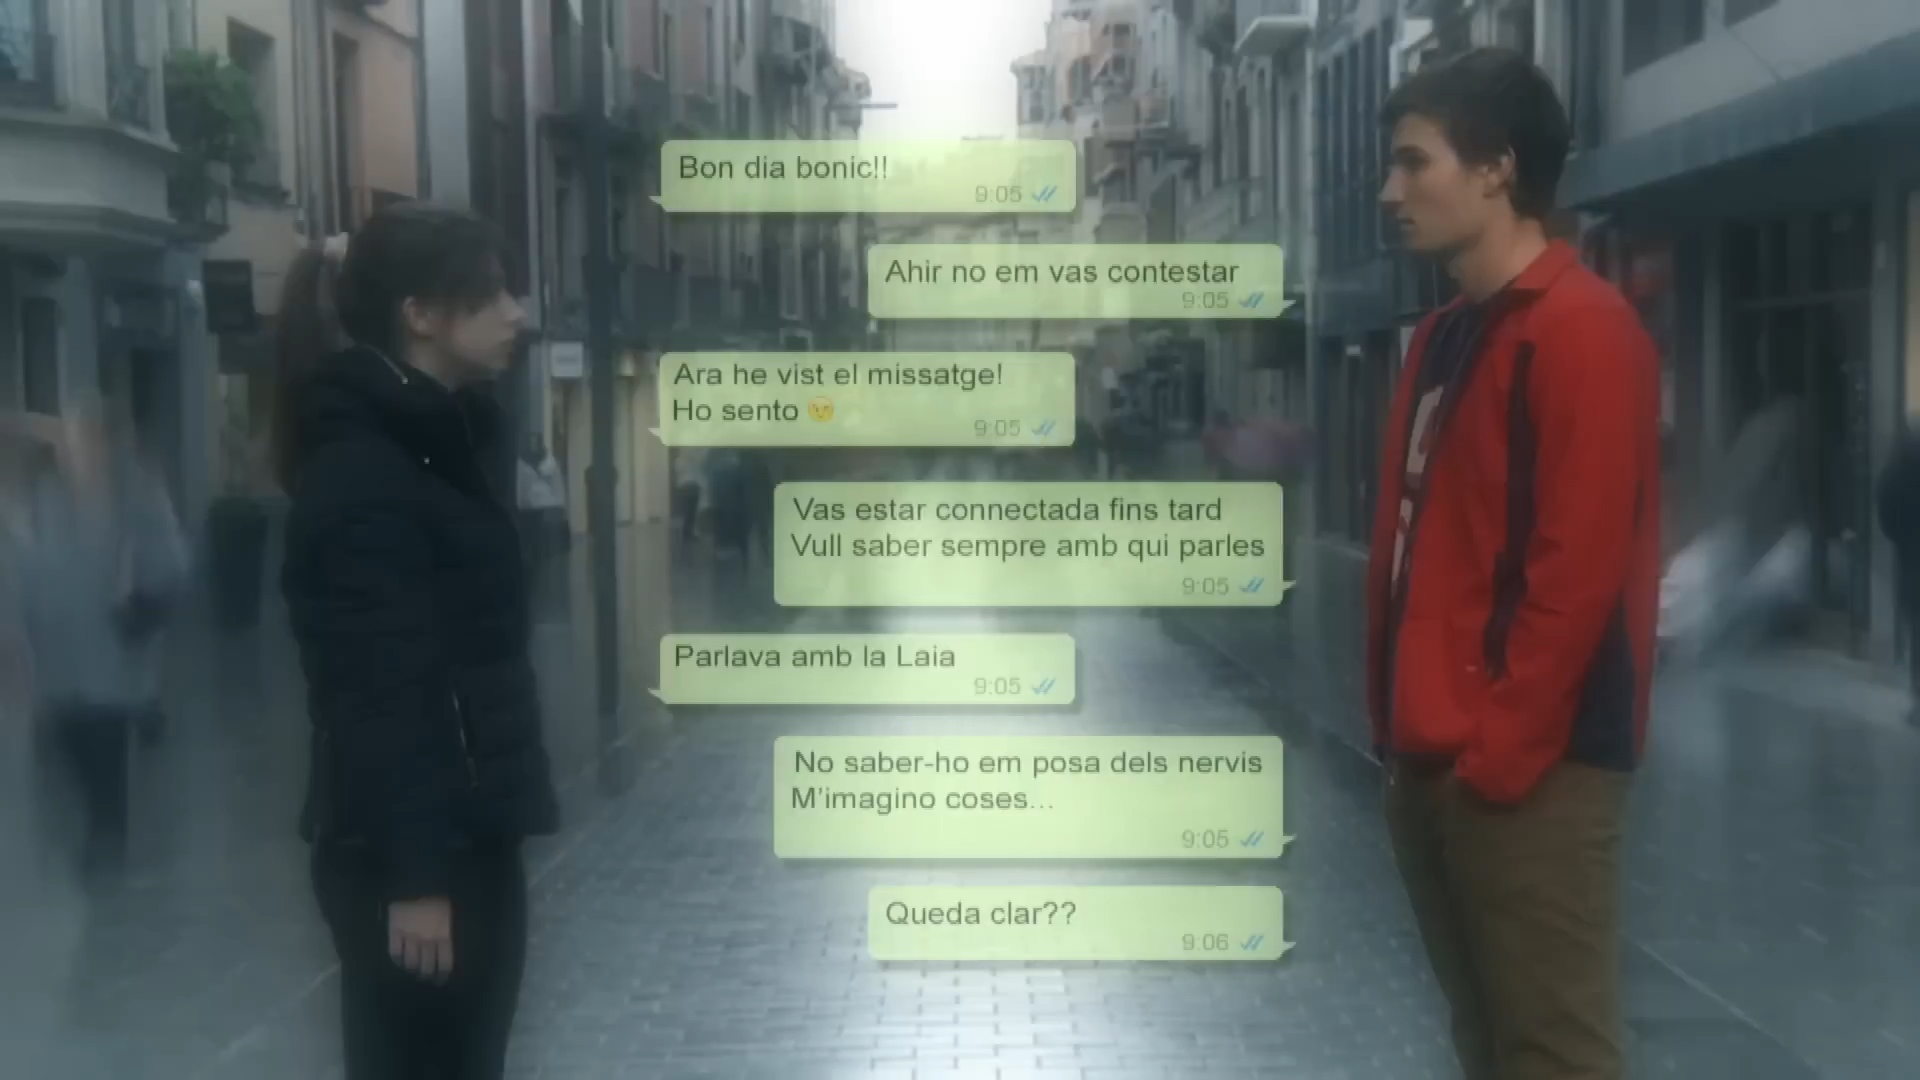 Bon dia bonic!!
9:05
Ahir no em vas contestar
9:05
Ara he vist el missatge!
Ho sento
9:05
Vas estar connectada fins tard
Vull saber sempre amb qui parles
9:05
Parlava amb la Laia
9:05
No saber-ho em posa dels nervis
M'imagino coses...
9:05
Queda clar??
9:06